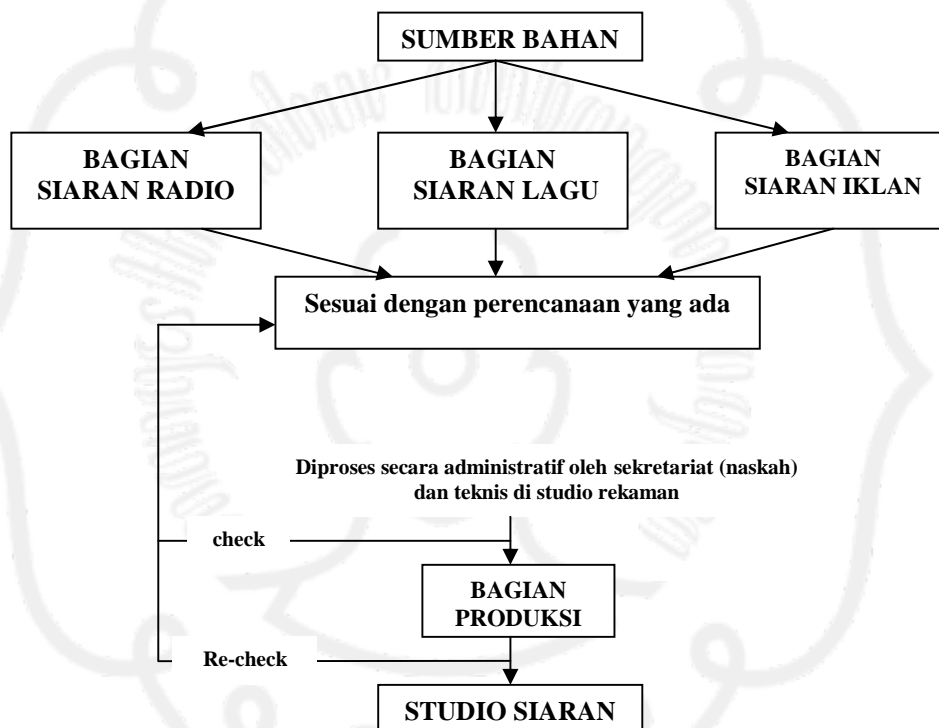 SUMBER BAHAN
BAGIAN
SIARAN RADIO
BAGIAN
SIARAN LAGU
BAGIAN
SIARAN IKLAN
Sesuai dengan perencanaan yang ada
Diproses secara administratif oleh sekretariat (naskah)
dan teknis di studio rekaman
check
BAGIAN
PRODUKSI
Re-check
STUDIO SIARAN